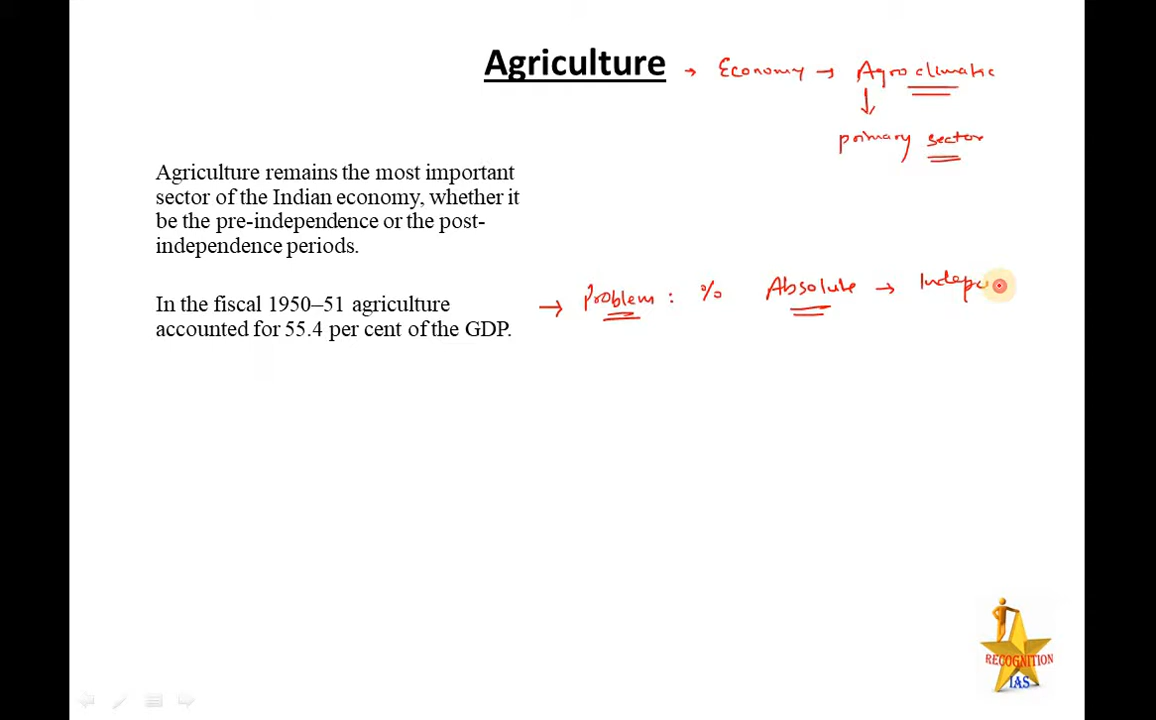 Agriculture → Economy → Agroclimatic
↓
primary sector
Agriculture remains the most important
sector of the Indian economy, whether it
be the pre-independence or the post-
independence periods.
In the fiscal 1950–51 agriculture
accounted for 55.4 per cent of the GDP.
→ Problem : % Absolute → Indepe
RECOGNITION
IAS